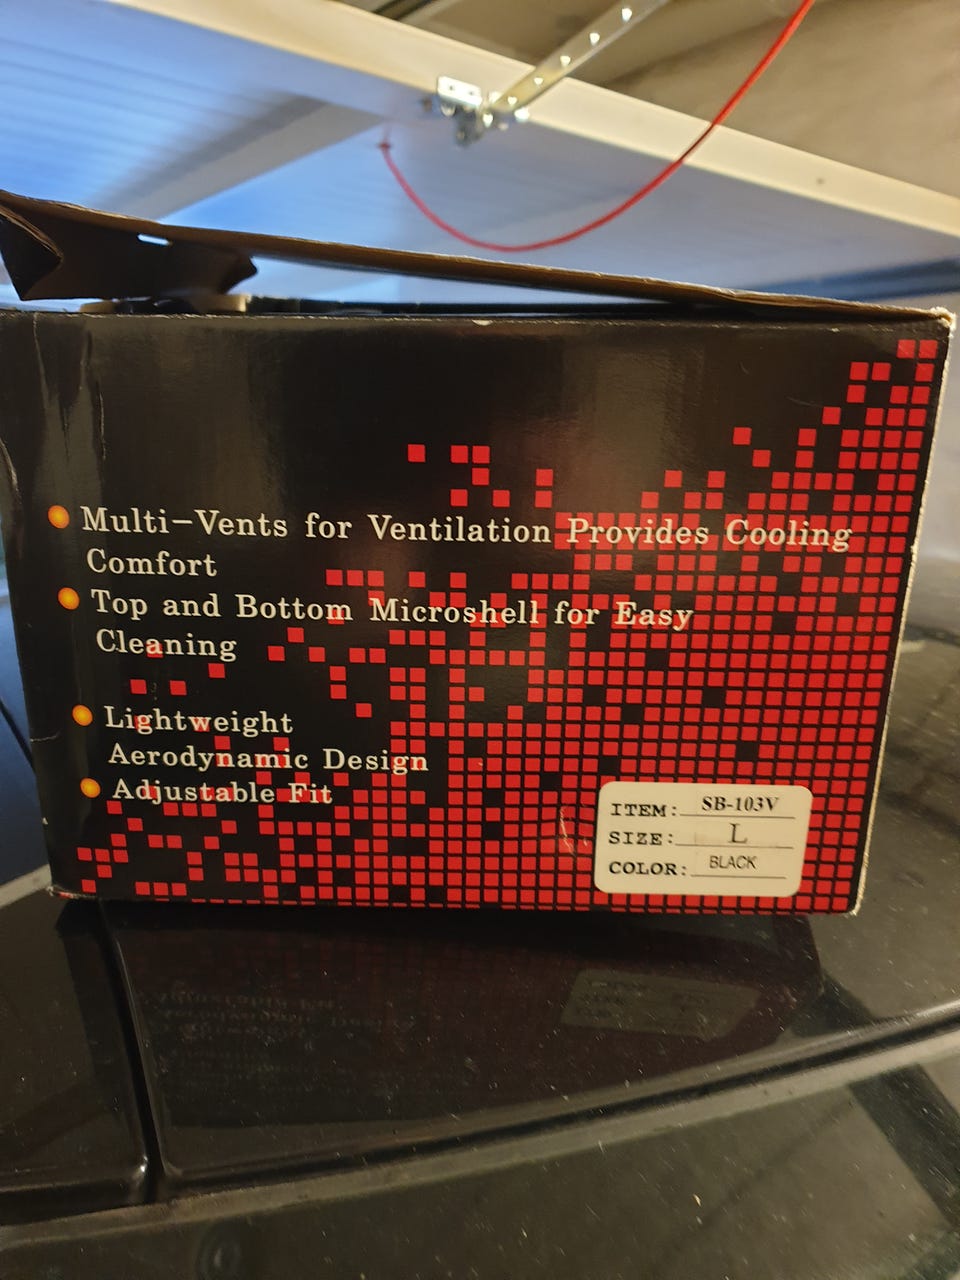 Multi-Vents for Ventilation Provides Cooling
Comfort
Top and Bottom Microshell for Easy
Cleaning
Lightweight
Aerodynamic Design
Adjustable Fit
ITEM: SB-103V
SIZE: L
COLOR: BLACK